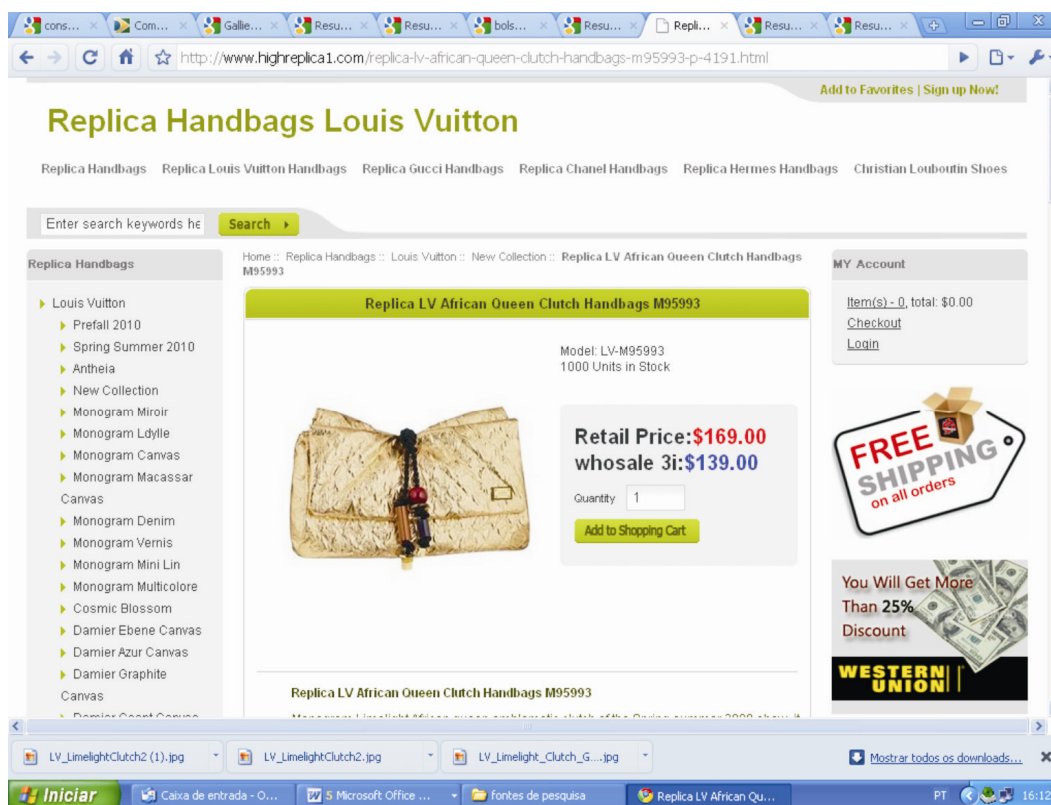 cons...
Com...
Gallie...
Resu...
Resu...
bols...
Resu...
Repli...
Resu...
Resu...
http://www.highreplica1.com/replica-lv-african-queen-clutch-handbags-m95993-p-4191.html
Add to Favorites | Sign up Now!
Replica Handbags Louis Vuitton
Replica Handbags Replica Louis Vuitton Handbags Replica Gucci Handbags Replica Chanel Handbags Replica Hermes Handbags Christian Louboutin Shoes
Enter search keywords he
Search
Replica Handbags
Louis Vuitton
Prefall 2010
Spring Summer 2010
Antheia
New Collection
Monogram Miroir
Monogram Ldylle
Monogram Canvas
Monogram Macassar
Canvas
Monogram Denim
Monogram Vernis
Monogram Mini Lin
Monogram Multicolore
Cosmic Blossom
Damier Ebene Canvas
Damier Azur Canvas
Damier Graphite
Canvas
Home :: Replica Handbags :: Louis Vuitton :: New Collection :: Replica LV African Queen Clutch Handbags
M95993
Replica LV African Queen Clutch Handbags M95993
Model: LV-M95993
1000 Units in Stock
Retail Price:$169.00
whosale 3i:$139.00
Quantity 1
Add to Shopping Cart
Replica LV African Queen Clutch Handbags M95993
MY Account
Item(s) - 0, total: $0.00
Checkout
Login
FREE
SHIPPING
on all orders
You Will Get More
Than 25%
Discount
WESTERN
UNION
LV_LimelightClutch2 (1).jpg
LV_LimelightClutch2.jpg
LV_Limelight_Clutch_G....jpg
Mostrar todos os downloads...
Iniciar
Caixa de entrada - O...
5 Microsoft Office ...
fontes de pesquisa
Replica LV African Qu...
PT
16:12